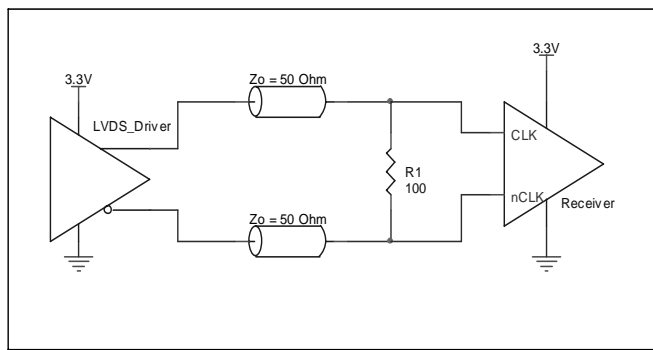 3.3V
LVDS_Driver
Zo = 50 Ohm
Zo = 50 Ohm
R1
100
3.3V
CLK
nCLK
Receiver